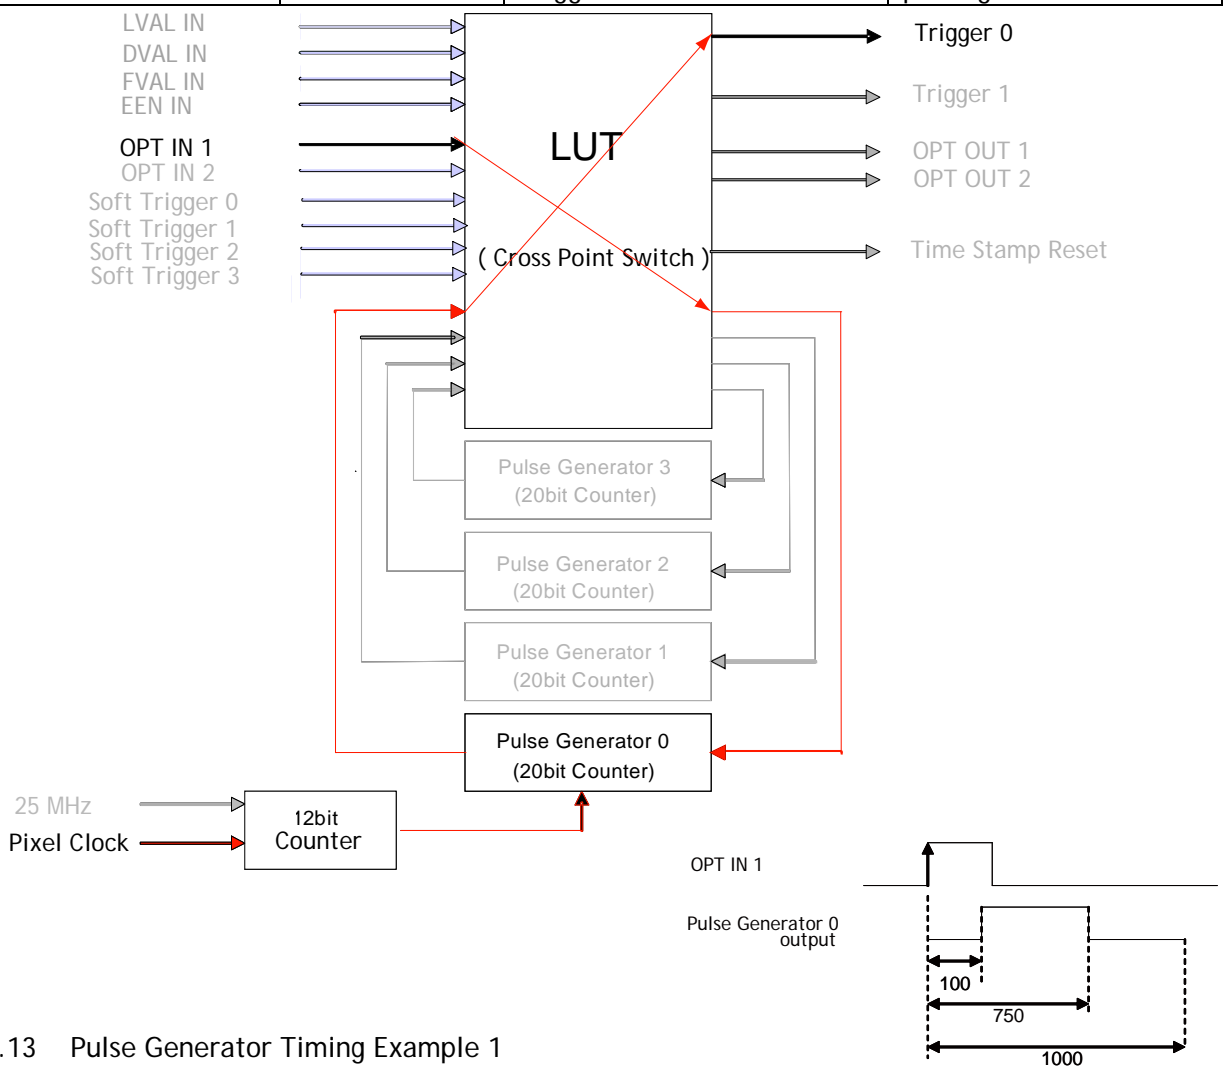 LVAL IN
DVAL IN
FVAL IN
EEN IN
OPT IN 1
OPT IN 2
Soft Trigger 0
Soft Trigger 1
Soft Trigger 2
Soft Trigger 3
LUT
( Cross Point Switch )
Trigger 0
Trigger 1
OPT OUT 1
OPT OUT 2
Time Stamp Reset
Pulse Generator 3
(20bit Counter)
Pulse Generator 2
(20bit Counter)
Pulse Generator 1
(20bit Counter)
Pulse Generator 0
(20bit Counter)
25 MHz
Pixel Clock
12bit
Counter
OPT IN 1
Pulse Generator 0
output
100
750
1000
.13 Pulse Generator Timing Example 1